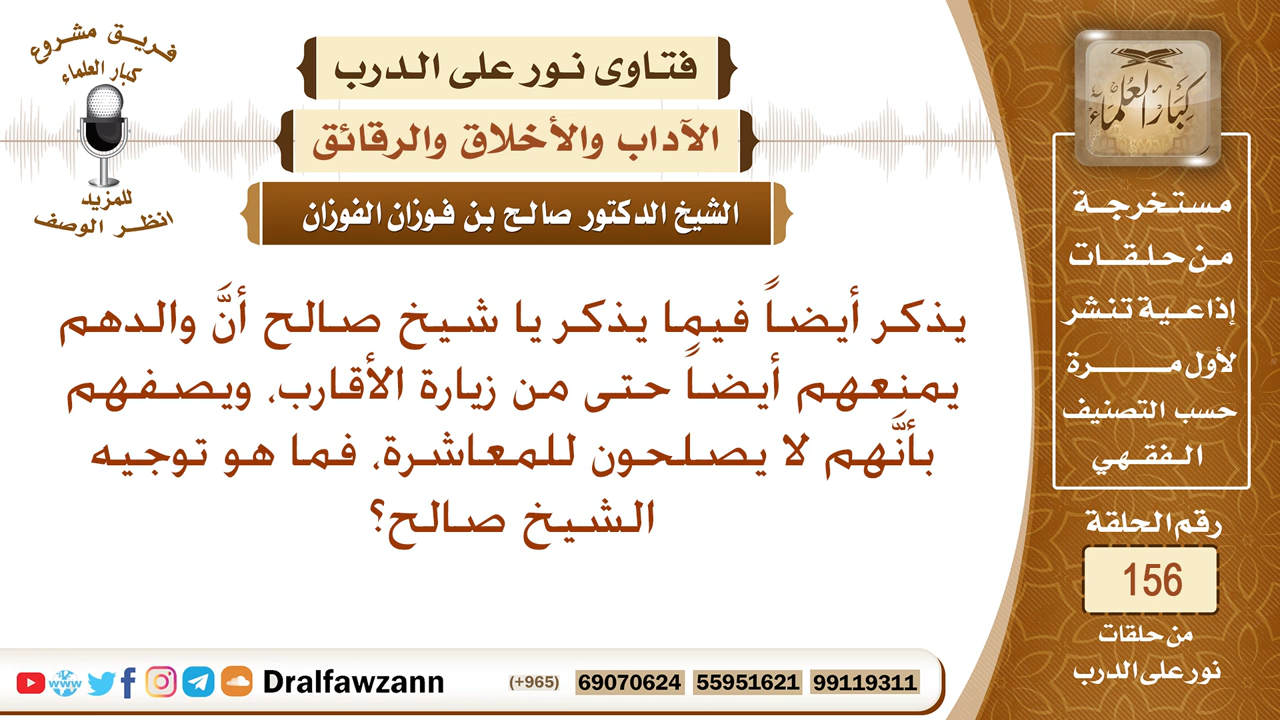 فريق مشروع
كبار العلماء
للمزيد
انظر الوصف
فتاوى نور على الدرب
الآداب والأخلاق والرقائق
الشيخ الدكتور صالح بن فوزان الفوزان
يذكر أيضاً فيما يذكر يا شيخ صالح أنَّ والدهم
يمنعهم أيضاً حتى من زيارة الأقارب، ويصفهم
بأنَّهم لا يصلحون للمعاشرة، فما هو توجيه
الشيخ صالح؟
كبار العلماء
مستخرجة
من حلقات
إذاعية تنشر
لأول مرة
حسب التصنيف
الفقهي
رقم الحلقة
156
من حلقات
نور على الدرب
www Dralfawzann (+965) 69070624 55951621 99119311